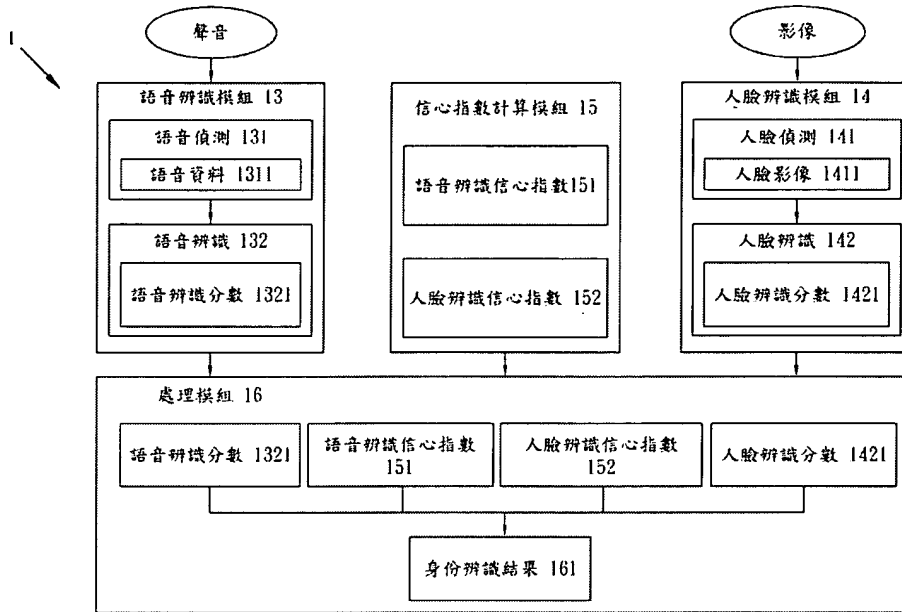 1
聲音
影像
語音辨識模組 13
語音偵測 131
語音資料 1311
語音辨識 132
語音辨識分數 1321
信心指數計算模組 15
語音辨識信心指數151
人臉辨識信心指數 152
人臉辨識模組 14
人臉偵測 141
人臉影像 1411
人臉辨識 142
人臉辨識分數 1421
處理模組 16
語音辨識分數 1321
語音辨識信心指數
151
人臉辨識信心指數
152
人臉辨識分數 1421
身份辨識結果 161